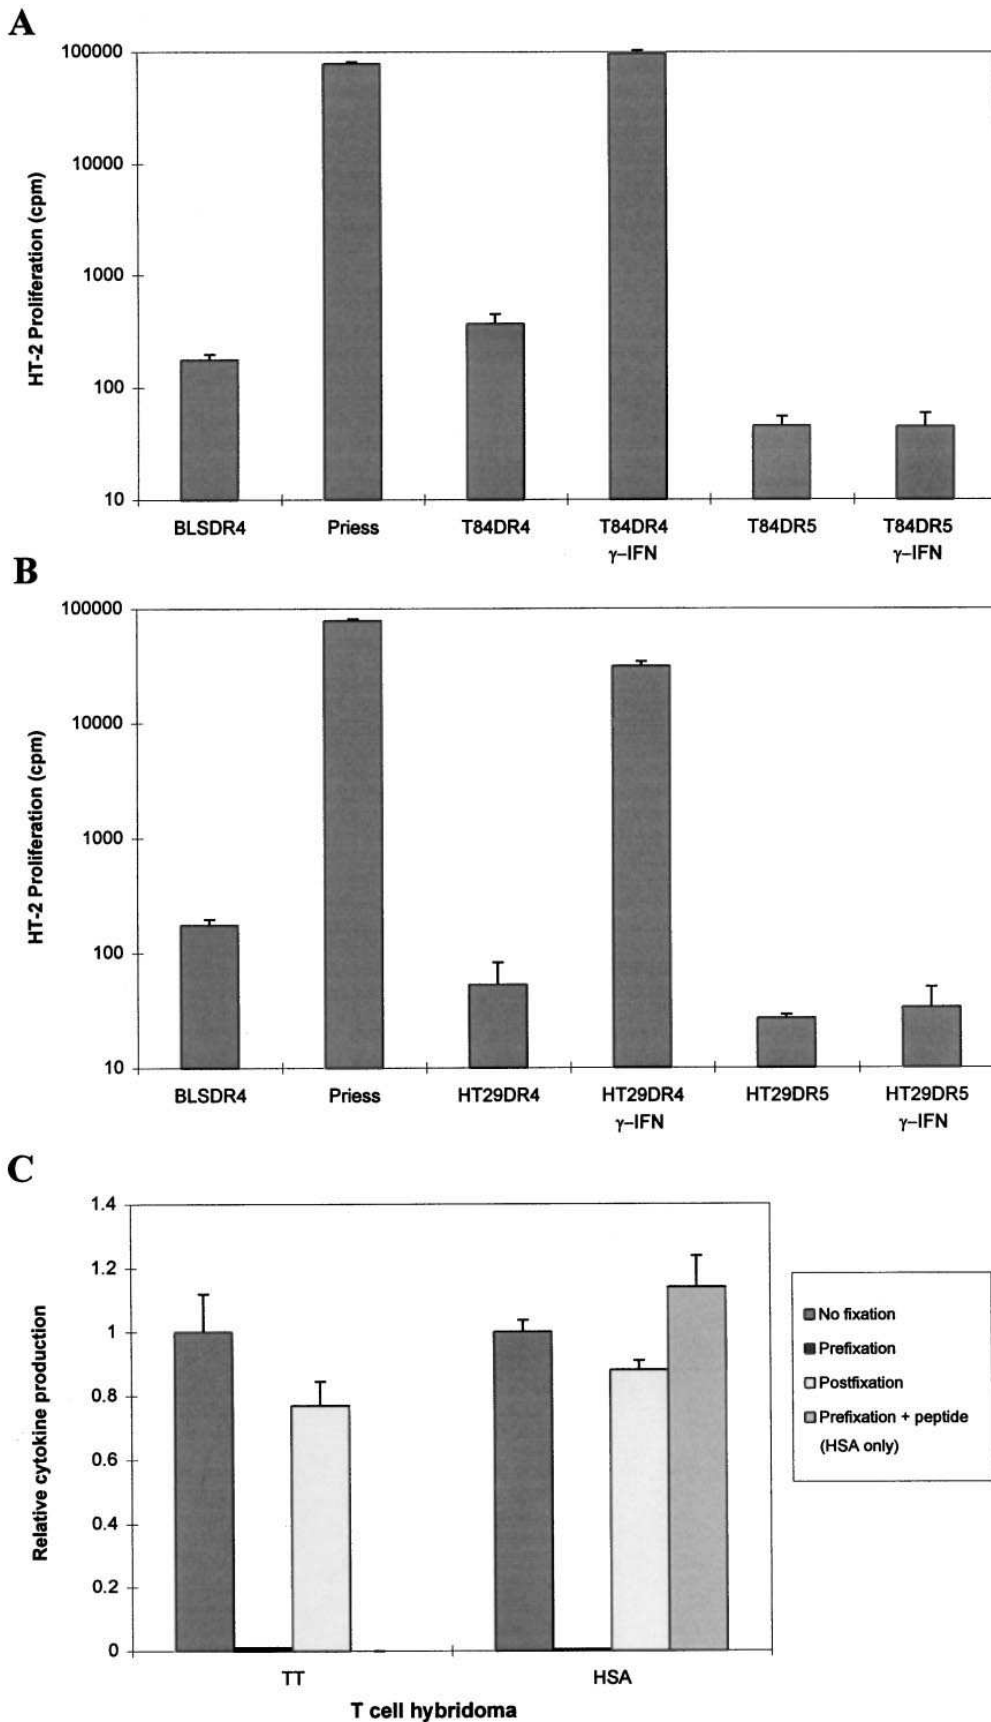 A
100000
10000
1000
100
10
HT-2 Proliferation (cpm)
BLSDR4
Priess
T84DR4
T84DR4
γ–IFN
T84DR5
T84DR5
γ–IFN
B
100000
10000
1000
100
10
HT-2 Proliferation (cpm)
BLSDR4
Priess
HT29DR4
HT29DR4
γ–IFN
HT29DR5
HT29DR5
γ–IFN
C
1.4
1.2
1
0.8
0.6
0.4
0.2
0
Relative cytokine production
TT
HSA
T cell hybridoma
No fixation
Prefixation
Postfixation
Prefixation + peptide
(HSA only)